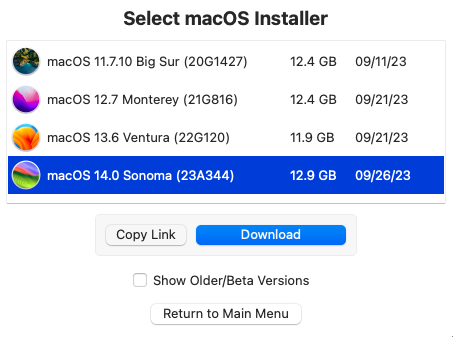 Select macOS Installer
macOS 11.7.10 Big Sur (20G1427) 12.4 GB 09/11/23
macOS 12.7 Monterey (21G816) 12.4 GB 09/21/23
macOS 13.6 Ventura (22G120) 11.9 GB 09/21/23
macOS 14.0 Sonoma (23A344) 12.9 GB 09/26/23
Copy Link Download
Show Older/Beta Versions
Return to Main Menu